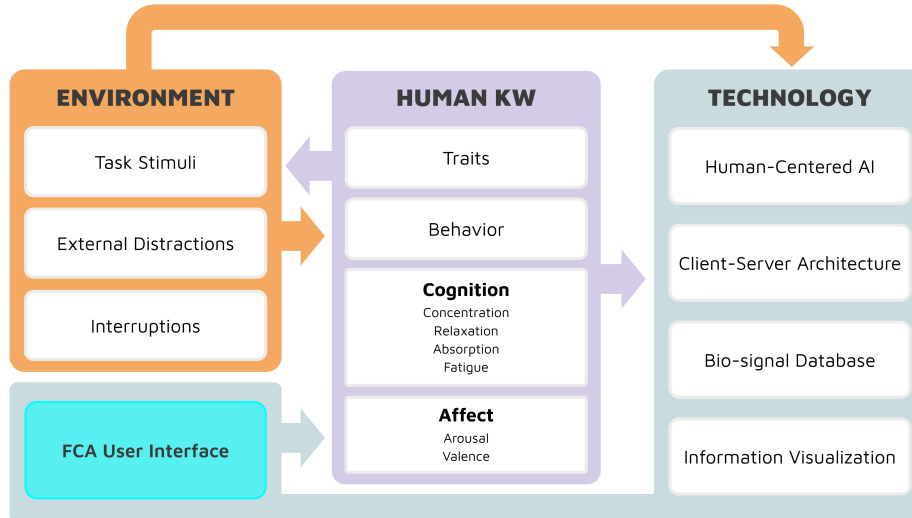 ENVIRONMENT
Task Stimuli
External Distractions
Interruptions
FCA User Interface
HUMAN KW
Traits
Behavior
Cognition
Concentration
Relaxation
Absorption
Fatigue
Affect
Arousal
Valence
TECHNOLOGY
Human-Centered AI
Client-Server Architecture
Bio-signal Database
Information Visualization